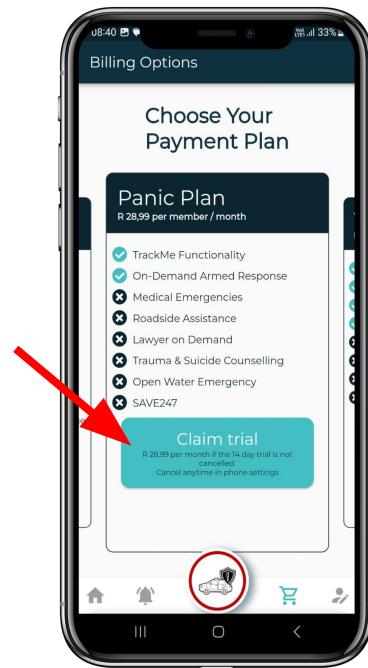 08:40
33%
Billing Options
Choose Your
Payment Plan
Panic Plan
R 28,99 per member / month
TrackMe Functionality
On-Demand Armed Response
Medical Emergencies
Roadside Assistance
Lawyer on Demand
Trauma & Suicide Counselling
Open Water Emergency
SAVE247
Claim trial
R 28,99 per month if the 14 day trial is not
cancelled.
Cancel anytime in phone settings